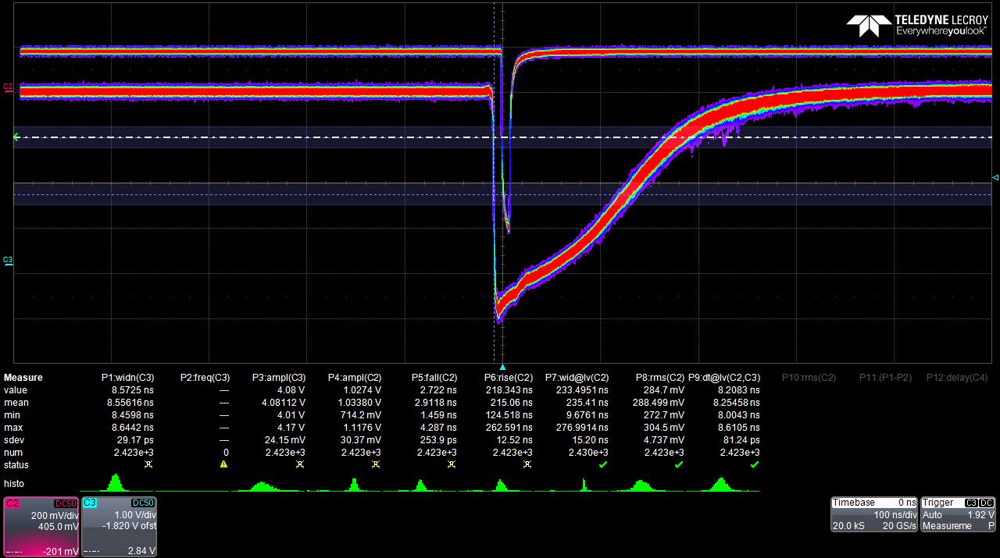 TELEDYNE LECROY
Everywhereyoulook™
C2
C3
Measure P1:widn(C3) P2:freq(C3) P3:ampl(C3) P4:ampl(C2) P5:fall(C2) P6:rise(C2) P7:wid@lv(C2) P8:rms(C2) P9:dt@lv(C2,C3) P10:rms(C2) P11:(P1-P2) P12:delay(C4)
value 8.5725 ns --- 4.08 V 1.0274 V 2.722 ns 218.343 ns 233.4951 ns 284.7 mV 8.2083 ns
mean 8.55616 ns --- 4.08112 V 1.03380 V 2.9118 ns 215.06 ns 235.41 ns 288.499 mV 8.25458 ns
min 8.4598 ns --- 4.01 V 714.2 mV 1.459 ns 124.518 ns 9.6761 ns 272.7 mV 8.0043 ns
max 8.6442 ns --- 4.17 V 1.1176 V 4.287 ns 262.591 ns 276.9914 ns 304.5 mV 8.6105 ns
sdev 29.17 ps --- 24.15 mV 30.37 mV 253.9 ps 12.52 ns 15.20 ns 4.737 mV 81.24 ps
num 2.423e+3 0 2.423e+3 2.423e+3 2.423e+3 2.423e+3 2.430e+3 2.423e+3 2.423e+3
status
histo
C2 DC50
200 mV/div
405.0 mV
-201 mV
C3 DC50
1.00 V/div
-1.820 V ofst
2.84 V
Timebase 0 ns
100 ns/div
20.0 kS 20 GS/s
Trigger C3 DC
Auto 1.92 V
Measureme P